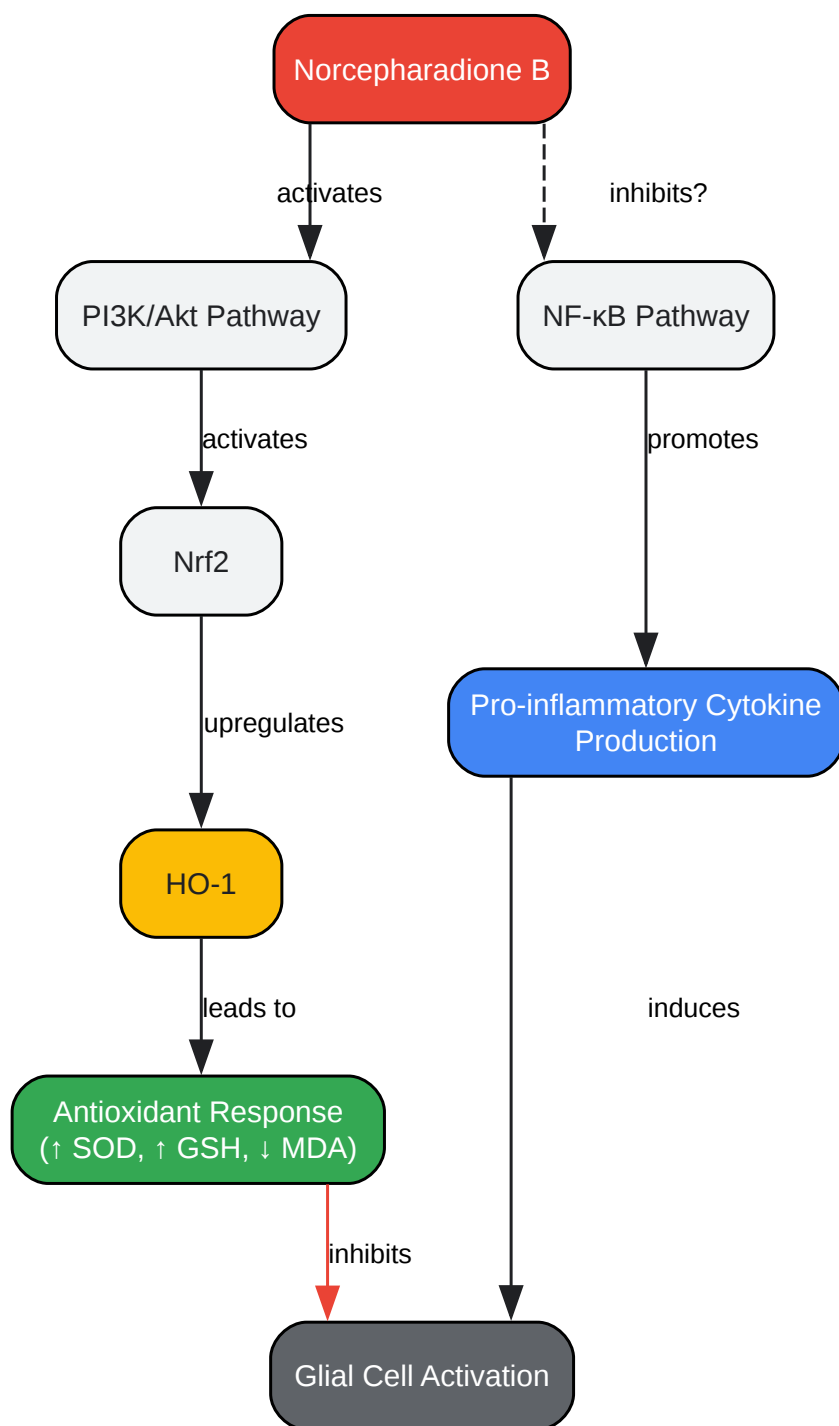 Norcepharadione B
activates
inhibits?
PI3K/Akt Pathway
NF-κB Pathway
activates
promotes
Nrf2
upregulates
Pro-inflammatory Cytokine
Production
HO-1
leads to
induces
Antioxidant Response
(↑ SOD, ↑ GSH, ↓ MDA)
inhibits
Glial Cell Activation